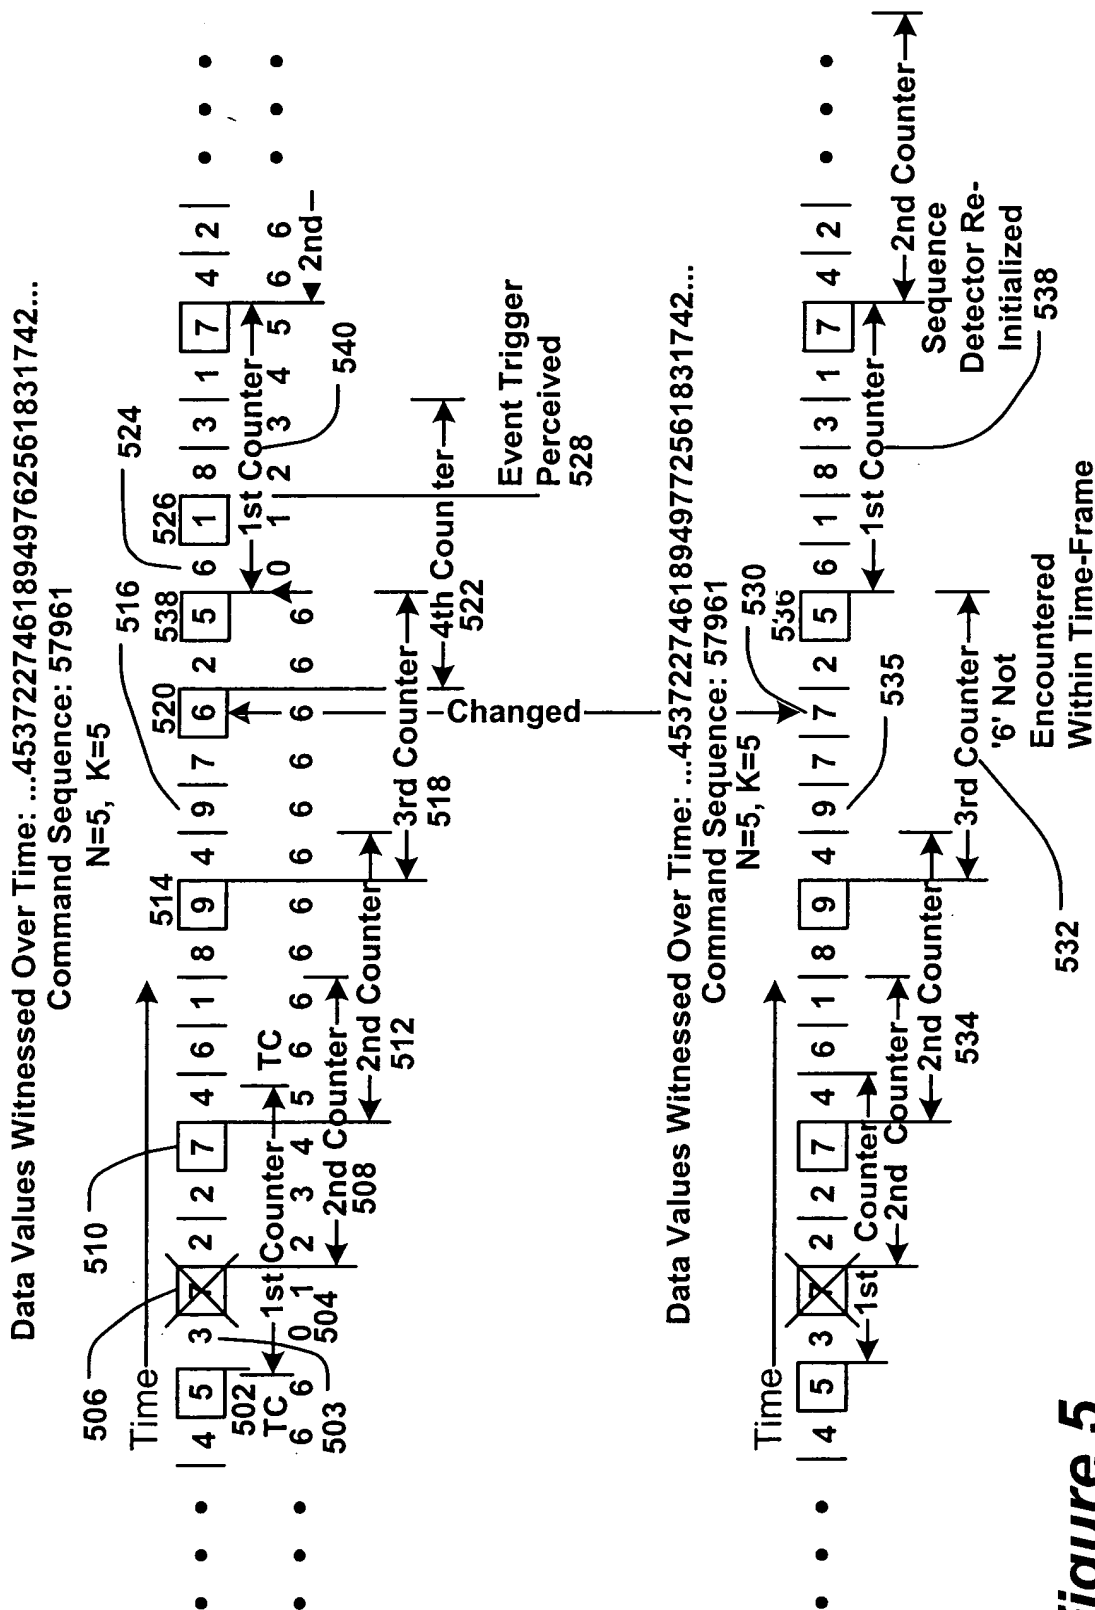 Data Values Witnessed Over Time: ...45372274618949762561831742...
Command Sequence: 57961
N=5, K=5
506 510 514 516 520 538 524 526
Time
4 5 3 7 2 2 7 4 6 1 8 9 4 9 7 6 2 5 6 1 8 3 1 7 4 2
502
TC 1st Counter TC 1st Counter 2nd
6 6 0 1 2 3 4 5 6 6 6 6 6 6 6 6 6 6 0 1 2 3 4 5 6 6
503 504
2nd Counter
508
2nd Counter
512
3rd Counter
518
4th Counter
522
540
Event Trigger
Perceived
528
Changed
Data Values Witnessed Over Time: ...45372274618949772561831742...
Command Sequence: 57961
N=5, K=5
530
536
Time
4 5 3 7 2 2 7 4 6 1 8 9 4 9 7 7 2 5 6 1 8 3 1 7 4 2
1st Counter
2nd Counter
2nd Counter
534
535
3rd Counter
532
'6' Not
Encountered
Within Time-Frame
1st Counter
2nd Counter
Sequence
Detector Re-
Initialized
538
Figure 5